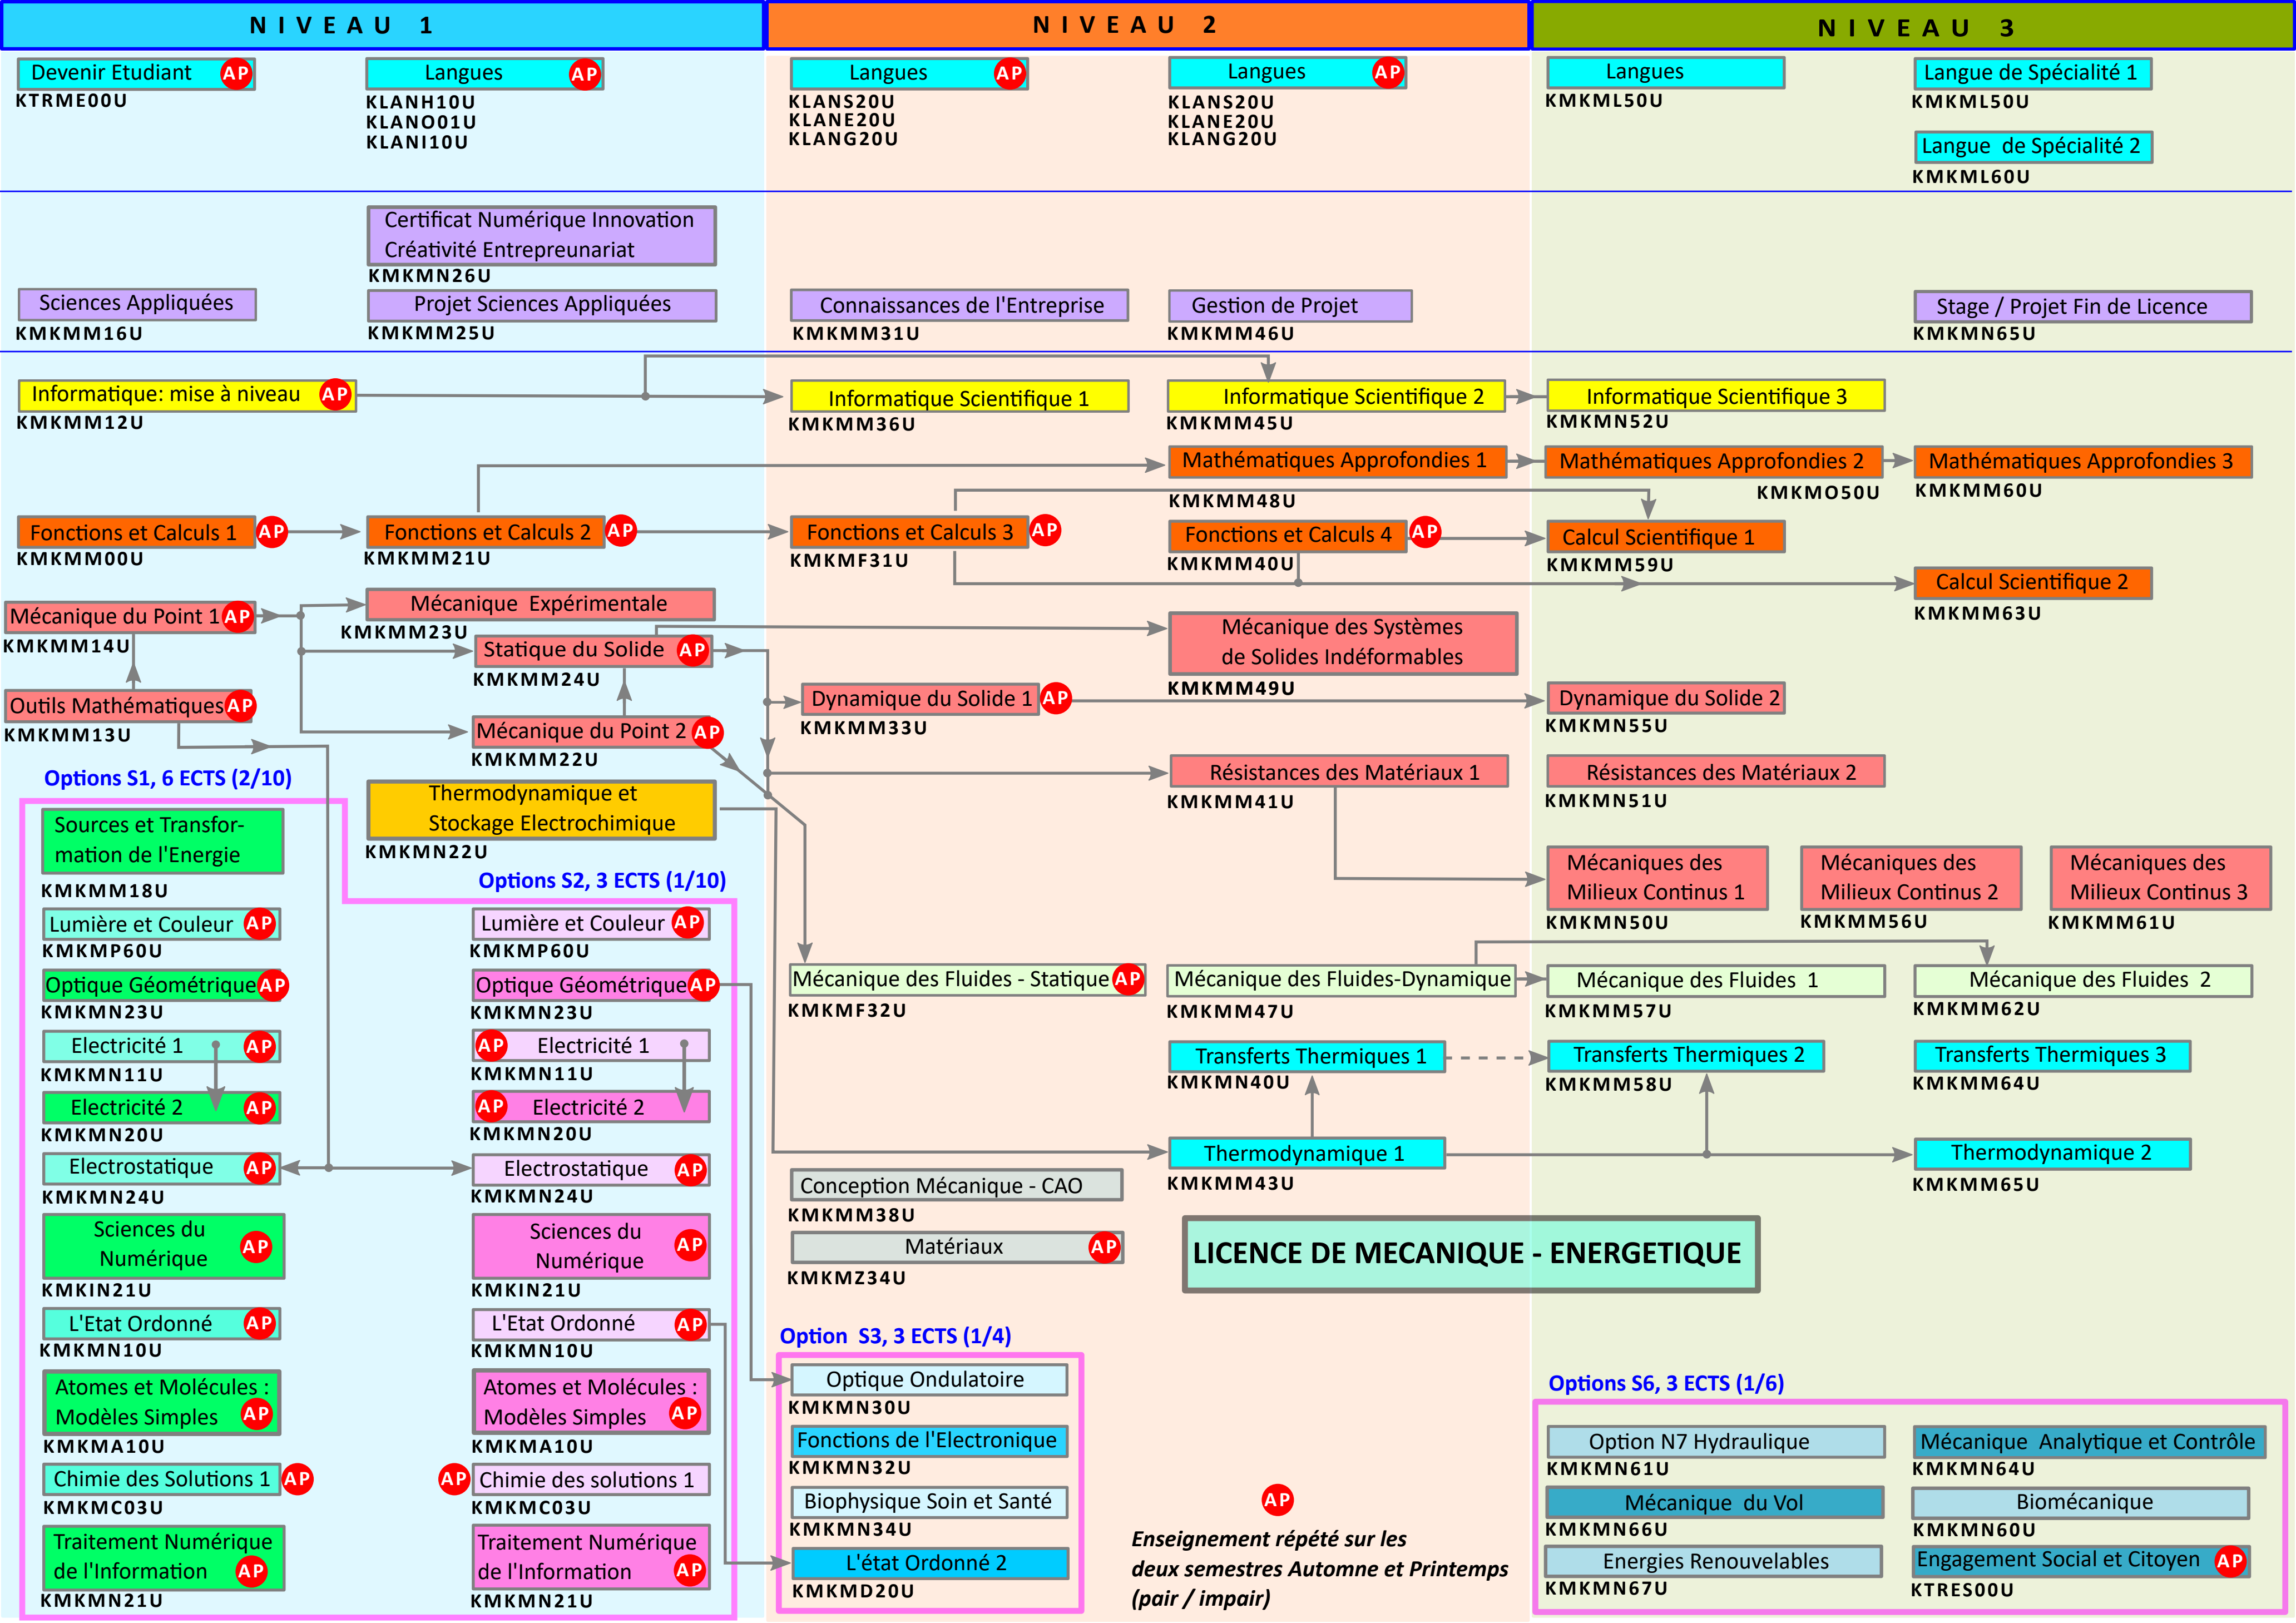 NIVEAU 1
NIVEAU 2
NIVEAU 3
Devenir Etudiant AP
KTRME00U
Langues AP
KLANH10U
KLANO01U
KLANI10U
Langues AP
KLANS20U
KLANE20U
KLANG20U
Langues AP
KLANS20U
KLANE20U
KLANG20U
Langues
KMKML50U
Langue de Spécialité 1
KMKML50U
Langue de Spécialité 2
KMKML60U
Certificat Numérique Innovation
Créativité Entrepreunariat
KMKMN26U
Sciences Appliquées
KMKMM16U
Projet Sciences Appliquées
KMKMM25U
Connaissances de l'Entreprise
KMKMM31U
Gestion de Projet
KMKMM46U
Stage / Projet Fin de Licence
KMKMN65U
Informatique: mise à niveau AP
KMKMM12U
Informatique Scientifique 1
KMKMM36U
Informatique Scientifique 2
KMKMM45U
Informatique Scientifique 3
KMKMN52U
Mathématiques Approfondies 1
KMKMM48U
Mathématiques Approfondies 2
KMKMO50U
Mathématiques Approfondies 3
KMKMM60U
Fonctions et Calculs 1 AP
KMKMM00U
Fonctions et Calculs 2 AP
KMKMM21U
Fonctions et Calculs 3 AP
KMKMF31U
Fonctions et Calculs 4 AP
KMKMM40U
Calcul Scientifique 1
KMKMM59U
Calcul Scientifique 2
KMKMM63U
Mécanique du Point 1 AP
KMKMM14U
Mécanique Expérimentale
KMKMM23U
Statique du Solide AP
KMKMM24U
Mécanique des Systèmes
de Solides Indéformables
KMKMM49U
Outils Mathématiques AP
KMKMM13U
Mécanique du Point 2 AP
KMKMM22U
Dynamique du Solide 1 AP
KMKMM33U
Dynamique du Solide 2
KMKMN55U
Résistances des Matériaux 1
KMKMM41U
Résistances des Matériaux 2
KMKMN51U
Thermodynamique et
Stockage Electrochimique
KMKMN22U
Mécaniques des
Milieux Continus 1
KMKMN50U
Mécaniques des
Milieux Continus 2
KMKMM56U
Mécaniques des
Milieux Continus 3
KMKMM61U
Mécanique des Fluides - Statique AP
KMKMF32U
Mécanique des Fluides-Dynamique
KMKMM47U
Mécanique des Fluides 1
KMKMM57U
Mécanique des Fluides 2
KMKMM62U
Transferts Thermiques 1
KMKMN40U
Transferts Thermiques 2
KMKMM58U
Transferts Thermiques 3
KMKMM64U
Thermodynamique 1
KMKMM43U
Thermodynamique 2
KMKMM65U
Conception Mécanique - CAO
KMKMM38U
Matériaux AP
KMKMZ34U
LICENCE DE MECANIQUE - ENERGETIQUE
Options S1, 6 ECTS (2/10)
Sources et Transfor-
mation de l'Energie
KMKMM18U
Lumière et Couleur AP
KMKMP60U
Optique Géométrique AP
KMKMN23U
Electricité 1 AP
KMKMN11U
Electricité 2 AP
KMKMN20U
Electrostatique AP
KMKMN24U
Sciences du
Numérique AP
KMKIN21U
L'Etat Ordonné AP
KMKMN10U
Atomes et Molécules :
Modèles Simples AP
KMKMA10U
Chimie des Solutions 1 AP
KMKMC03U
Traitement Numérique
de l'Information AP
KMKMN21U
Options S2, 3 ECTS (1/10)
Lumière et Couleur AP
KMKMP60U
Optique Géométrique AP
KMKMN23U
AP Electricité 1
KMKMN11U
AP Electricité 2
KMKMN20U
Electrostatique AP
KMKMN24U
Sciences du
Numérique AP
KMKIN21U
L'Etat Ordonné AP
KMKMN10U
Atomes et Molécules :
Modèles Simples AP
KMKMA10U
AP Chimie des solutions 1
KMKMC03U
Traitement Numérique
de l'Information AP
KMKMN21U
Option S3, 3 ECTS (1/4)
Optique Ondulatoire
KMKMN30U
Fonctions de l'Electronique
KMKMN32U
Biophysique Soin et Santé
KMKMN34U
L'état Ordonné 2
KMKMD20U
AP
Enseignement répété sur les
deux semestres Automne et Printemps
(pair / impair)
Options S6, 3 ECTS (1/6)
Option N7 Hydraulique
KMKMN61U
Mécanique Analytique et Contrôle
KMKMN64U
Mécanique du Vol
KMKMN66U
Biomécanique
KMKMN60U
Energies Renouvelables
KMKMN67U
Engagement Social et Citoyen AP
KTRES00U